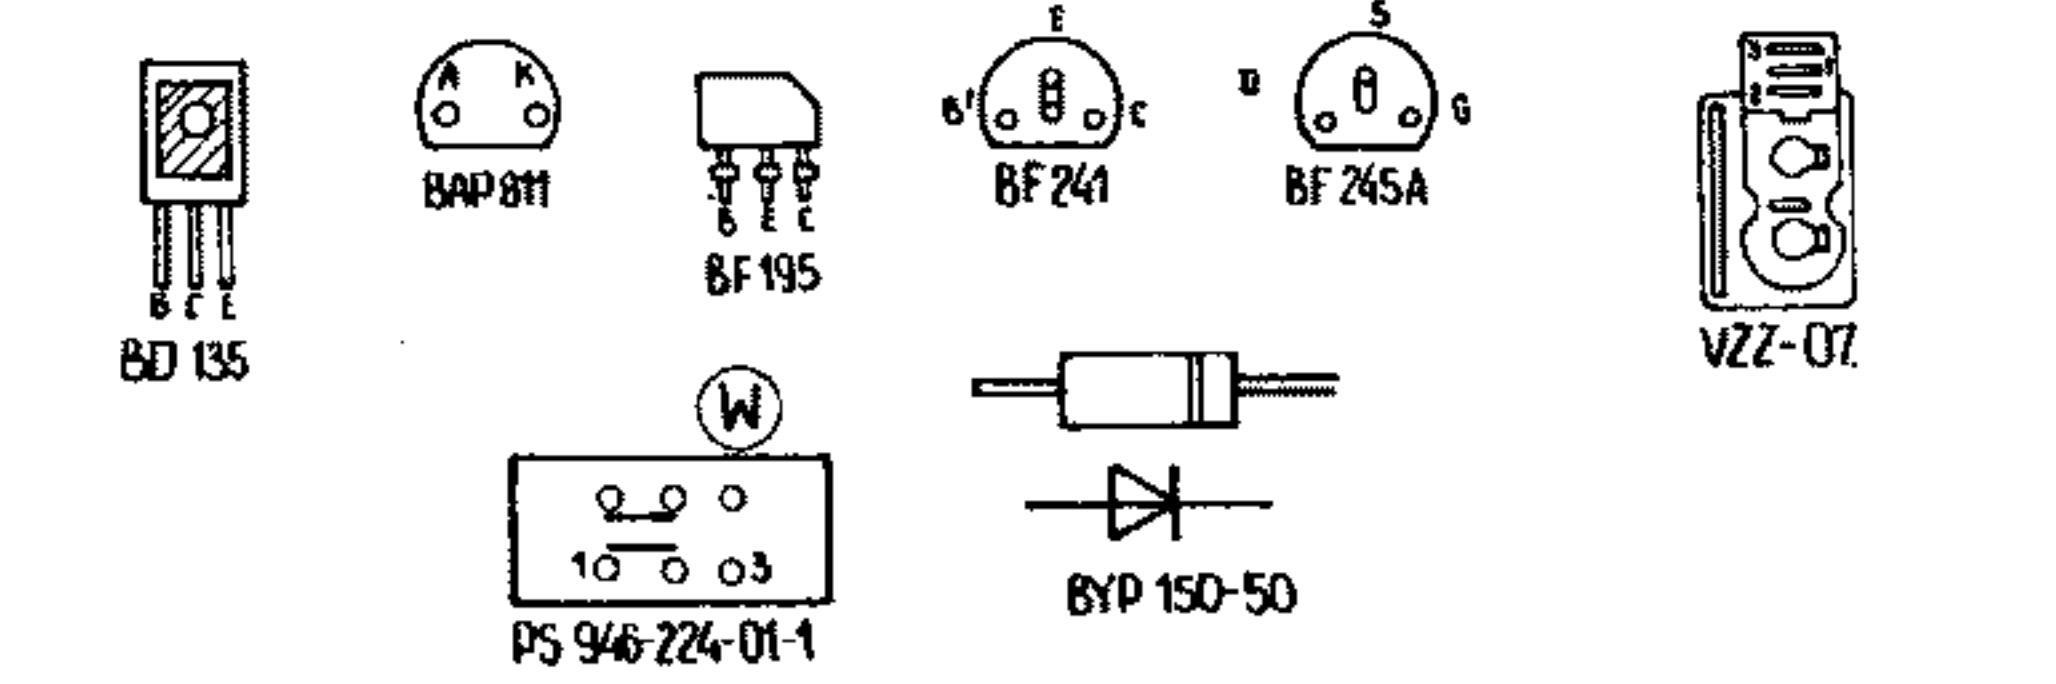 E
S
A K
B' C
D G
BAP 811
BF 241
BF 245A
B E C
BF 195
B C E
BD 135
VZZ-07
W
1 3
BYP 150-50
PS 946-224-01-1